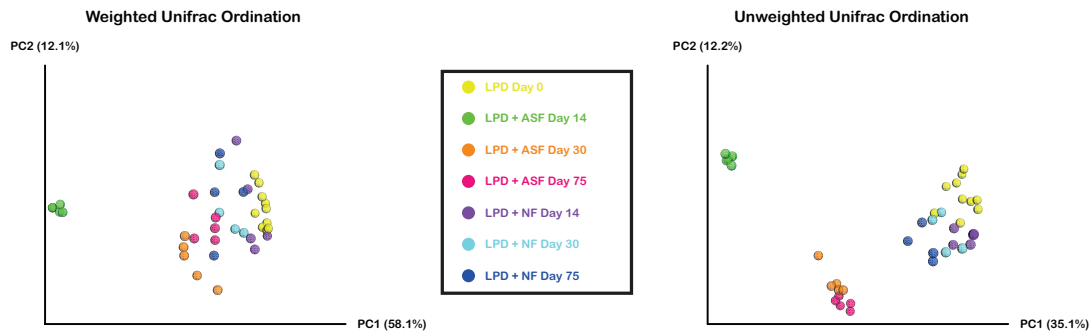 Weighted Unifrac Ordination
PC2 (12.1%)
PC1 (58.1%)
LPD Day 0
LPD + ASF Day 14
LPD + ASF Day 30
LPD + ASF Day 75
LPD + NF Day 14
LPD + NF Day 30
LPD + NF Day 75
Unweighted Unifrac Ordination
PC2 (12.2%)
PC1 (35.1%)